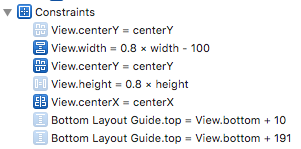 Constraints
View.centerY = centerY
View.width = 0.8 × width - 100
View.centerY = centerY
View.height = 0.8 × height
View.centerX = centerX
Bottom Layout Guide.top = View.bottom + 10
Bottom Layout Guide.top = View.bottom + 191